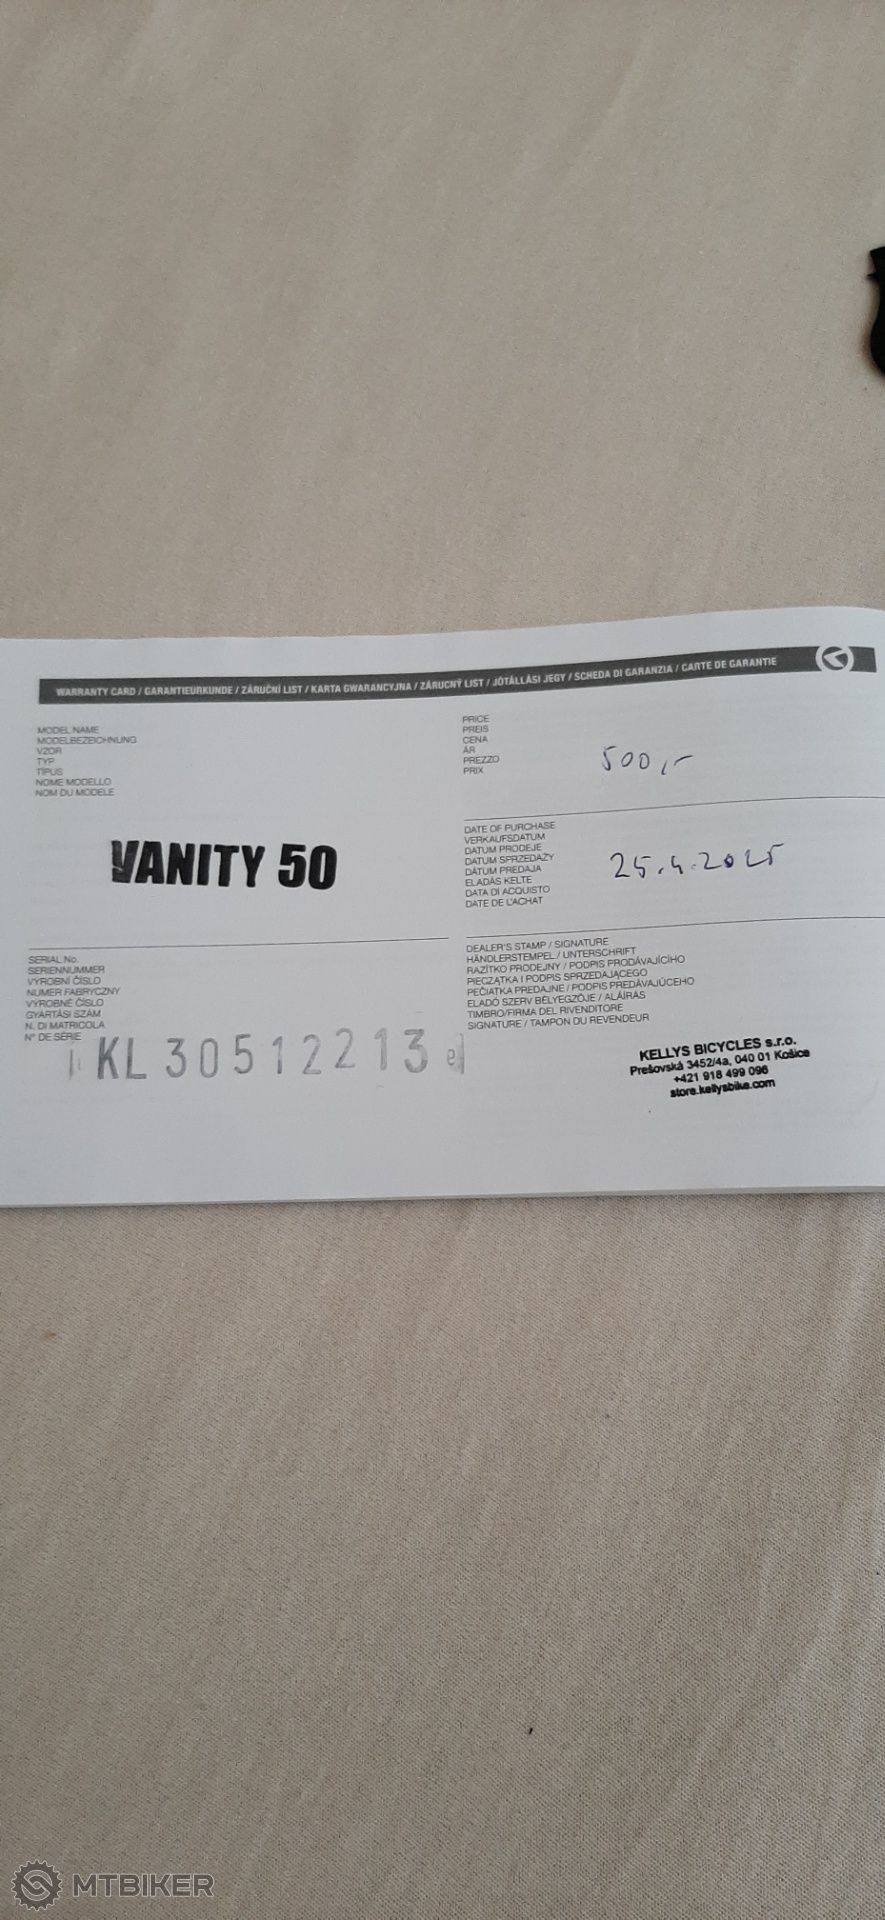 WARRANTY CARD / GARANTIEURKUNDE / ZÁRUČNÍ LIST / KARTA GWARANCYJNA / ZÁRUČNÝ LIST / JÓTÁLLÁSI JEGY / SCHEDA DI GARANZIA / CARTE DE GARANTIE
MODEL NAME
MODELBEZEICHNUNG
VZOR
TYP
TÍPUS
NOME MODELLO
NOM DU MODÈLE
VANITY 50
PRICE
PREIS
CENA
ÁR
PREZZO
PRIX
500,-
DATE OF PURCHASE
VERKAUFSDATUM
DATUM PRODEJE
DATUM SPRZEDAŻY
DÁTUM PREDAJA
ELADÁS KELTE
DATA DI ACQUISTO
DATE DE L'ACHAT
25.4.2025
SERIAL No.
SERIENNUMMER
VÝROBNÍ ČÍSLO
NUMER FABRYCZNY
VÝROBNÉ ČÍSLO
GYÁRTÁSI SZÁM
N. DI MATRICOLA
N° DE SÉRIE
KL30512213
DEALER'S STAMP / SIGNATURE
HÄNDLERSTEMPEL / UNTERSCHRIFT
RAZÍTKO PRODEJNY / PODPIS PRODÁVAJÍCÍHO
PIECZĄTKA I PODPIS SPRZEDAJĄCEGO
PEČIATKA PREDAJNE / PODPIS PREDÁVAJÚCEHO
ELADÓ SZERV BÉLYEGZŐJE / ALÁÍRÁS
TIMBRO/FIRMA DEL RIVENDITORE
SIGNATURE / TAMPON DU REVENDEUR
KELLYS BICYCLES s.r.o.
Prešovská 3452/4a, 040 01 Košice
+421 918 499 096
store.kellysbike.com
MTBIKER